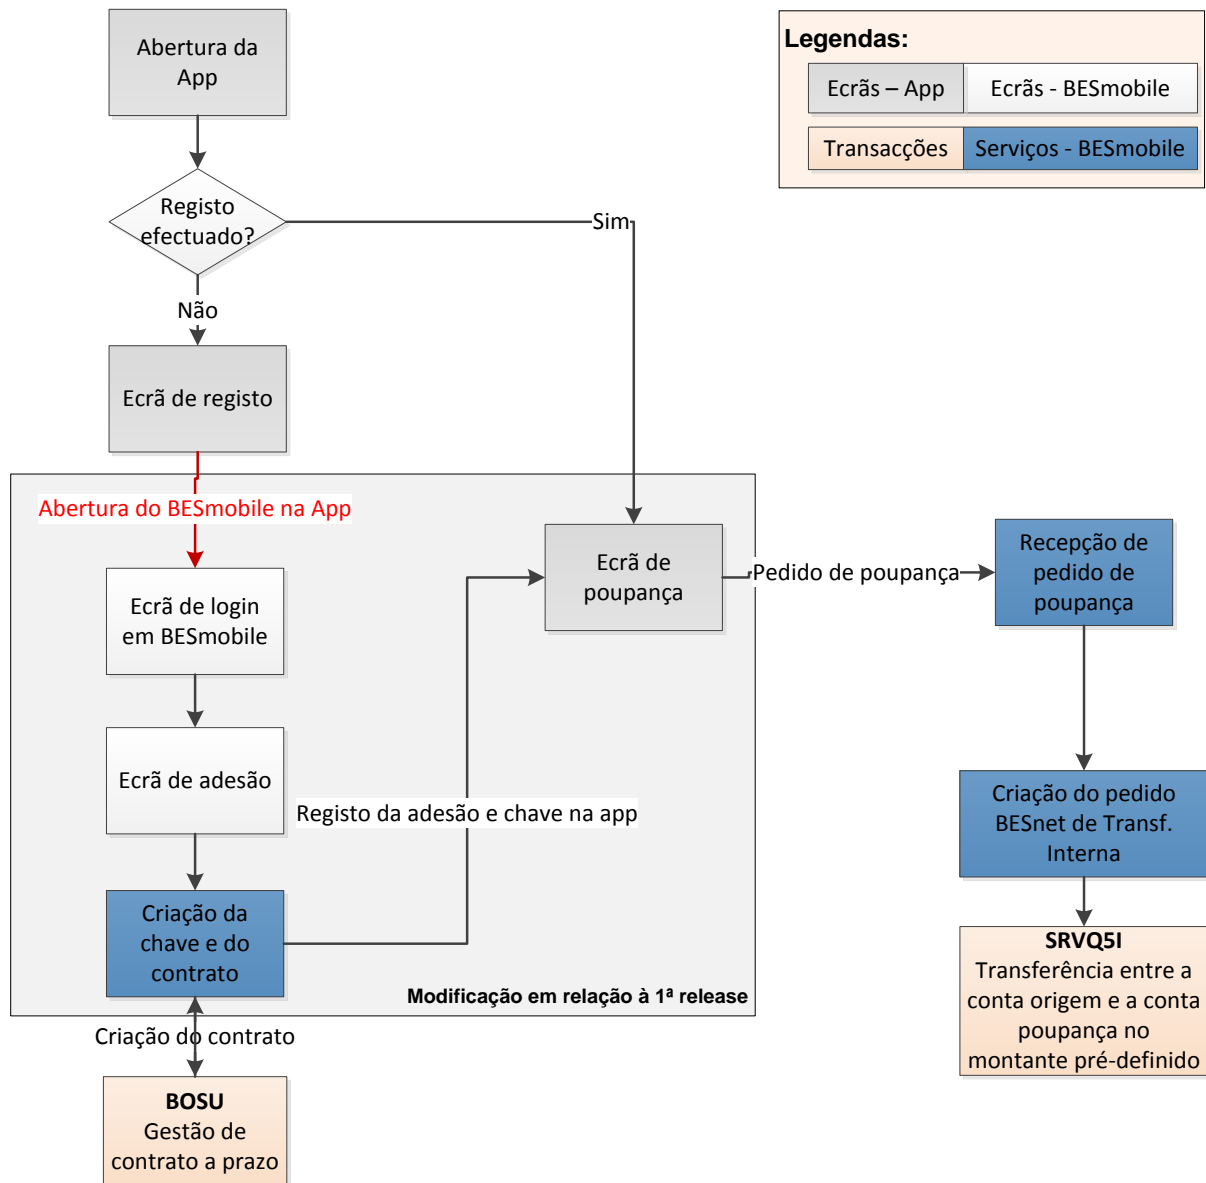 Abertura da
App
Legendas:
Ecrãs – App
Ecrãs - BESmobile
Transacções
Serviços - BESmobile
Registo
efectuado?
Sim
Não
Ecrã de registo
Abertura do BESmobile na App
Ecrã de login
em BESmobile
Ecrã de adesão
Criação da
chave e do
contrato
Registo da adesão e chave na app
Ecrã de
poupança
Modificação em relação à 1ª release
Criação do contrato
BOSU
Gestão de
contrato a prazo
Pedido de poupança
Recepção de
pedido de
poupança
Criação do pedido
BESnet de Transf.
Interna
SRVQ5I
Transferência entre a
conta origem e a conta
poupança no
montante pré-definido